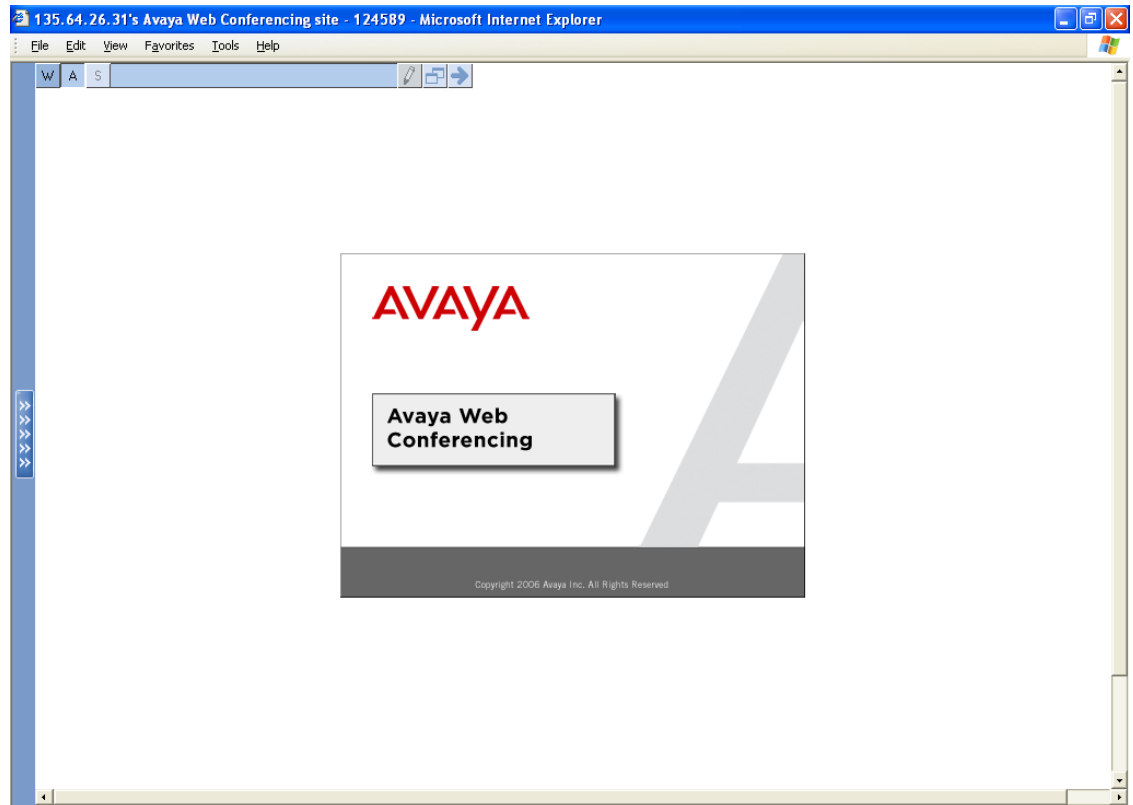 135.64.26.31's Avaya Web Conferencing site - 124589 - Microsoft Internet Explorer
File Edit View Favorites Tools Help
W A S
AVAYA
Avaya Web
Conferencing
Copyright 2006 Avaya Inc. All Rights Reserved